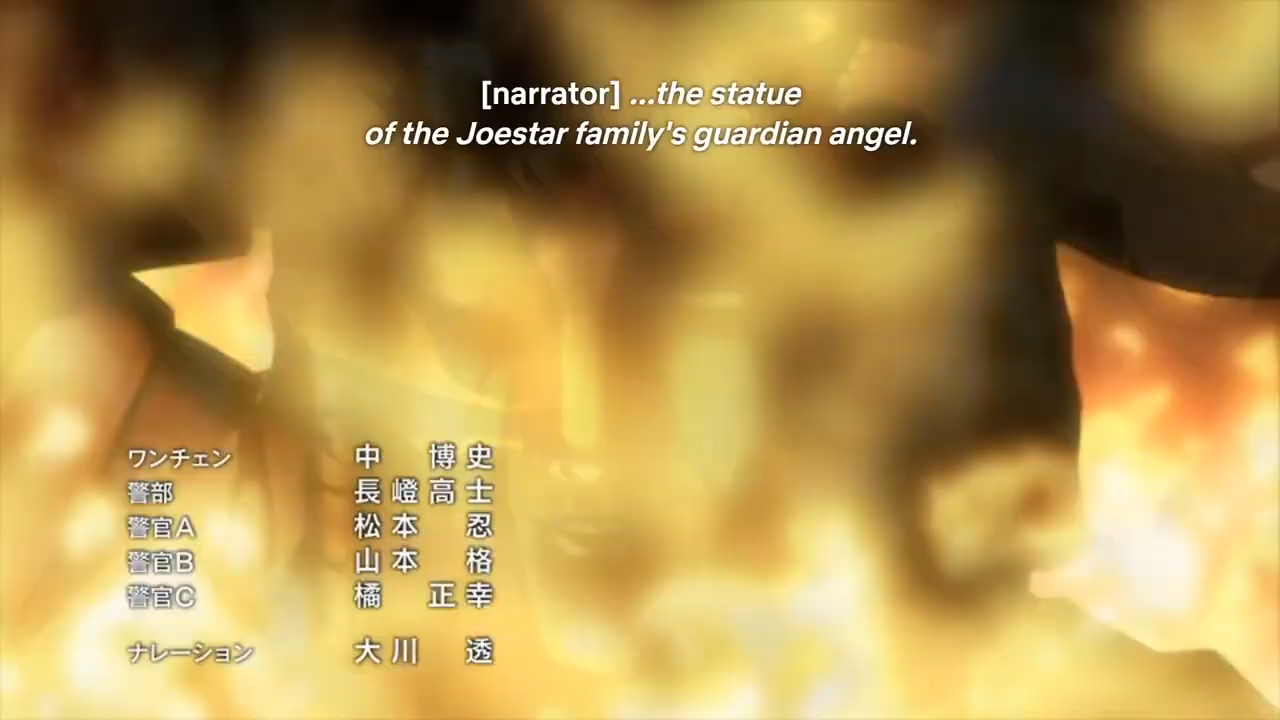 [narrator] ...the statue
of the Joestar family's guardian angel.
ワンチェン 中 博史
警部 長嶝高士
警官A 松本 忍
警官B 山本 格
警官C 橘 正幸
ナレーション 大川 透